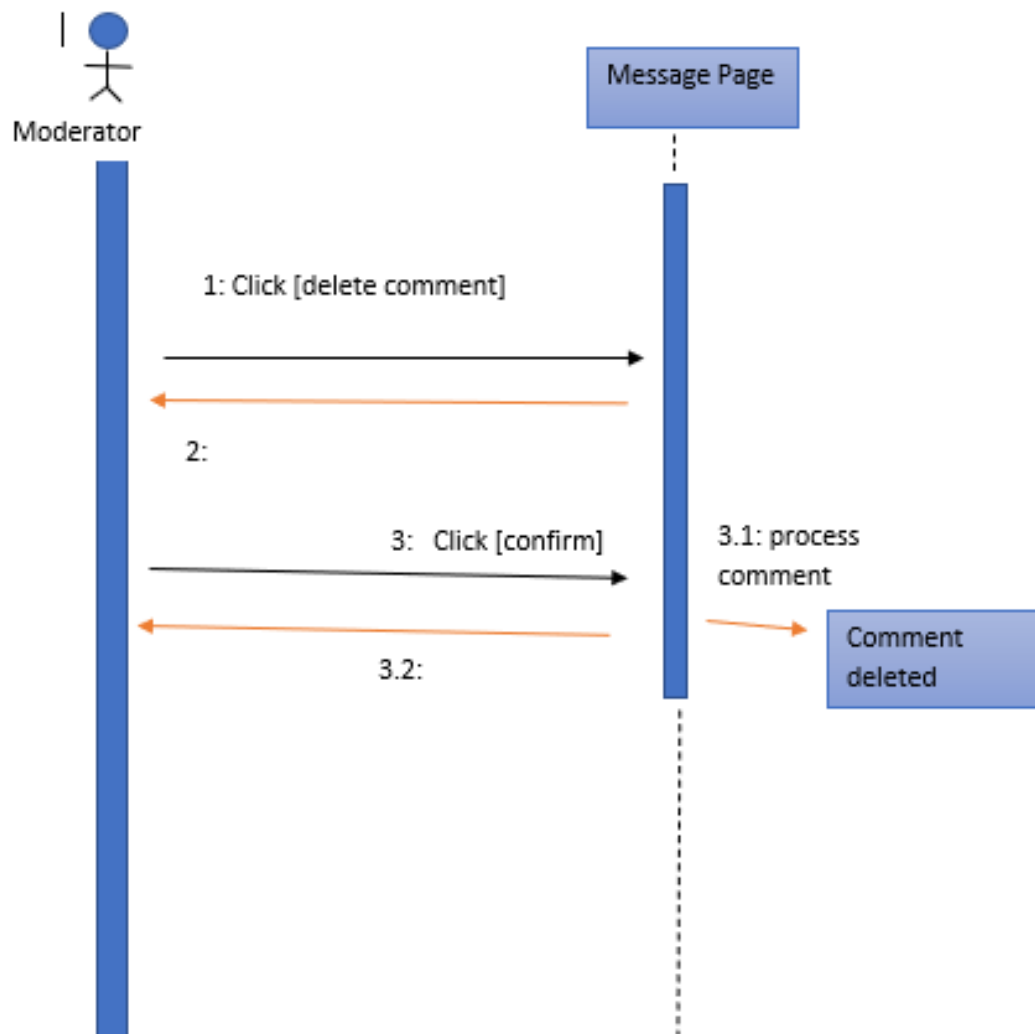 Moderator
Message Page
1: Click [delete comment]
2:
3: Click [confirm]
3.1: process
comment
Comment
deleted
3.2: